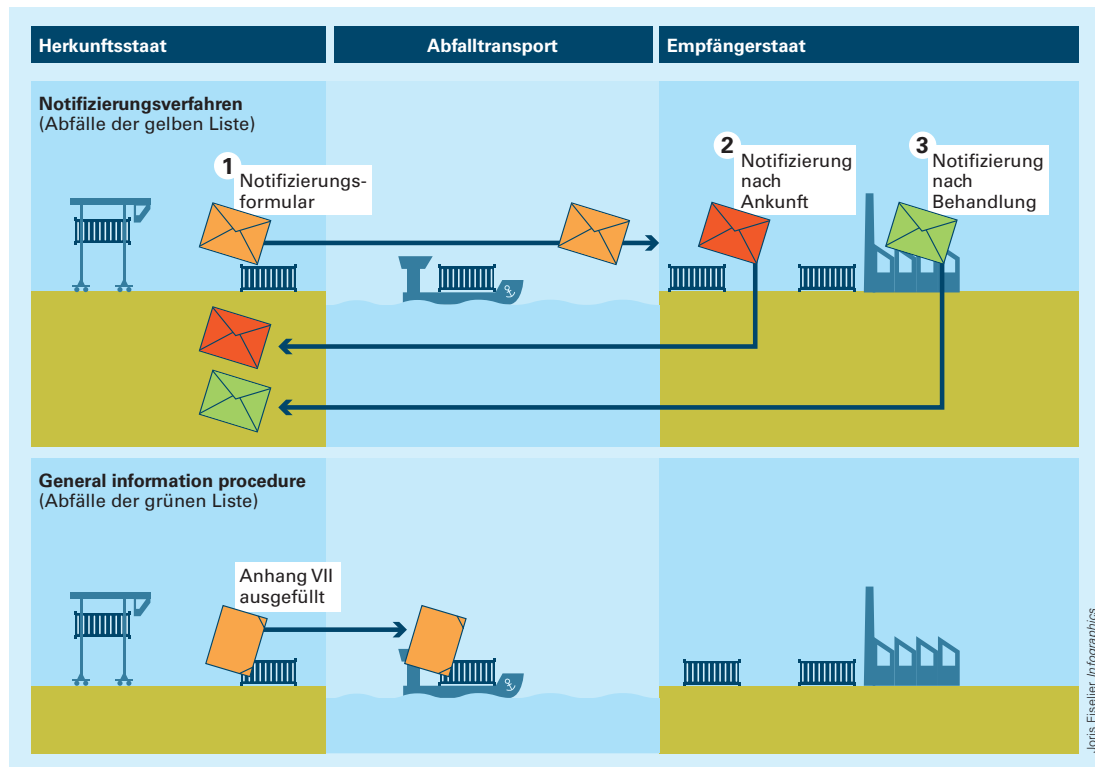 Herkunftsstaat
Abfalltransport
Empfängerstaat
Notifizierungsverfahren
(Abfälle der gelben Liste)
1
Notifizierungs-
formular
2
Notifizierung
nach
Ankunft
3
Notifizierung
nach
Behandlung
General information procedure
(Abfälle der grünen Liste)
Anhang VII
ausgefüllt
Joris Fiselier Infographics